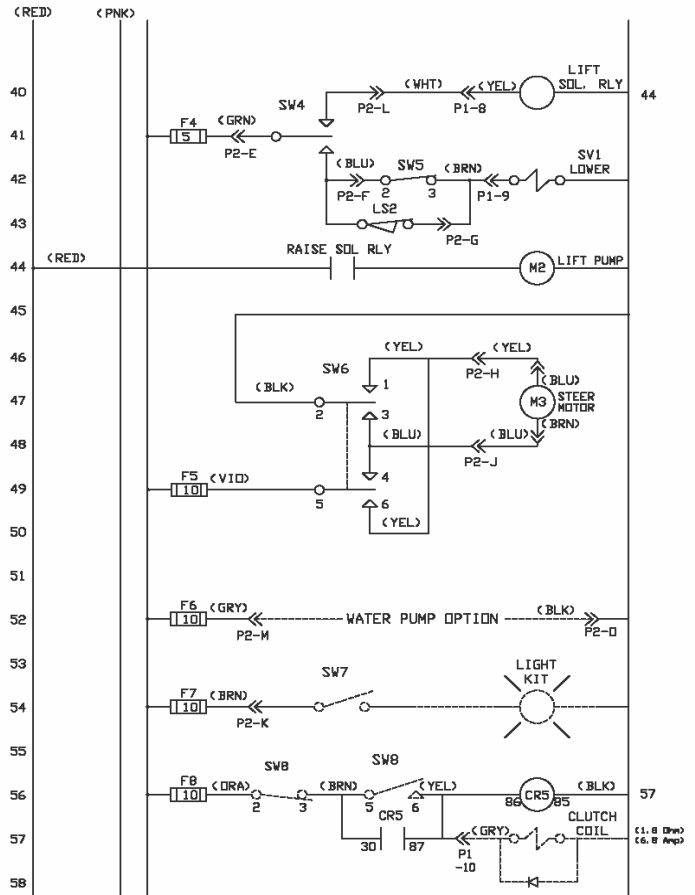 (RED) (PNK)
40 (WHT) (YEL) LIFT SOL. RLY 44
P2-L P1-8
SW4
41 F4 5 (GRN) P2-E
42 (BLU) SW5 (BRN) SV1 LOWER
P2-F 2 3 P1-9
43 LS2 P2-G
RAISE SOL RLY
44 (RED) M2 LIFT PUMP
45
46 (YEL) (YEL)
SW6 1 P2-H (BLU)
47 (BLK) 2 3 M3 STEER MOTOR
(BRN)
48 (BLU) (BLU)
P2-J
4
49 F5 10 (VIO) 5 6
50 (YEL)
51
52 F6 10 (GRY) P2-M WATER PUMP OPTION (BLK) P2-O
53
SW7 LIGHT KIT
54 F7 10 (BRN) P2-K
55
SW8 SW8
56 F8 10 (ORA) 2 3 (BRN) 5 6 (YEL) 86 CR5 85 (BLK) 57
CR5 CLUTCH COIL
57 30 87 (GRY) P1-10 (1.8 Ohm)
(6.8 Amp)
58